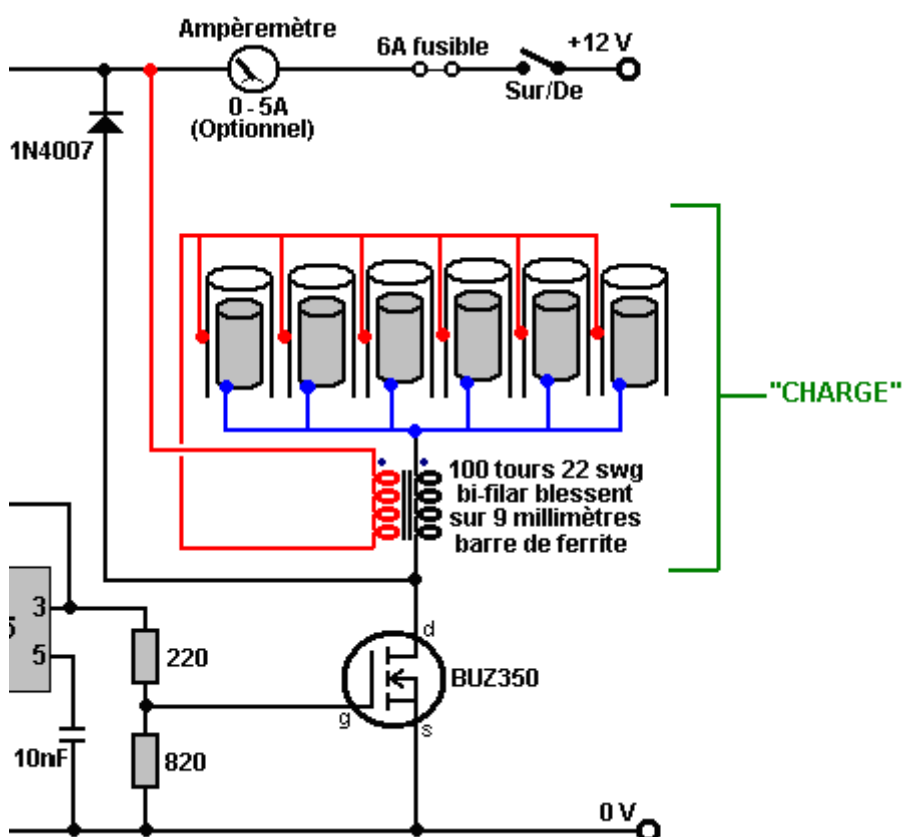 Ampèremètre
6A fusible
+12 V
Sur/De
0 - 5A
(Optionnel)
1N4007
"CHARGE"
100 tours 22 swg
bi-filar blessent
sur 9 millimètres
barre de ferrite
3
5
220
d
BUZ350
g
s
10nF
820
0 V